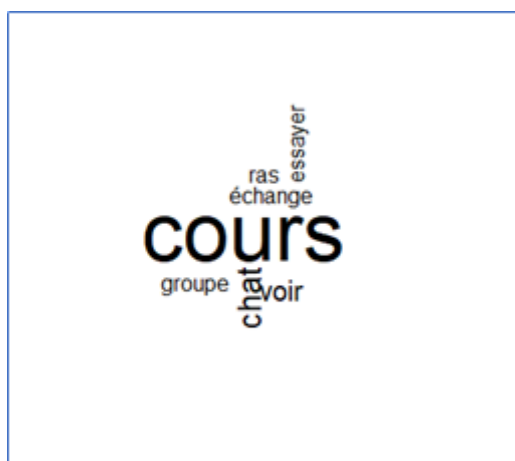 essayer
ras
échange
cours
groupe
chat
voir